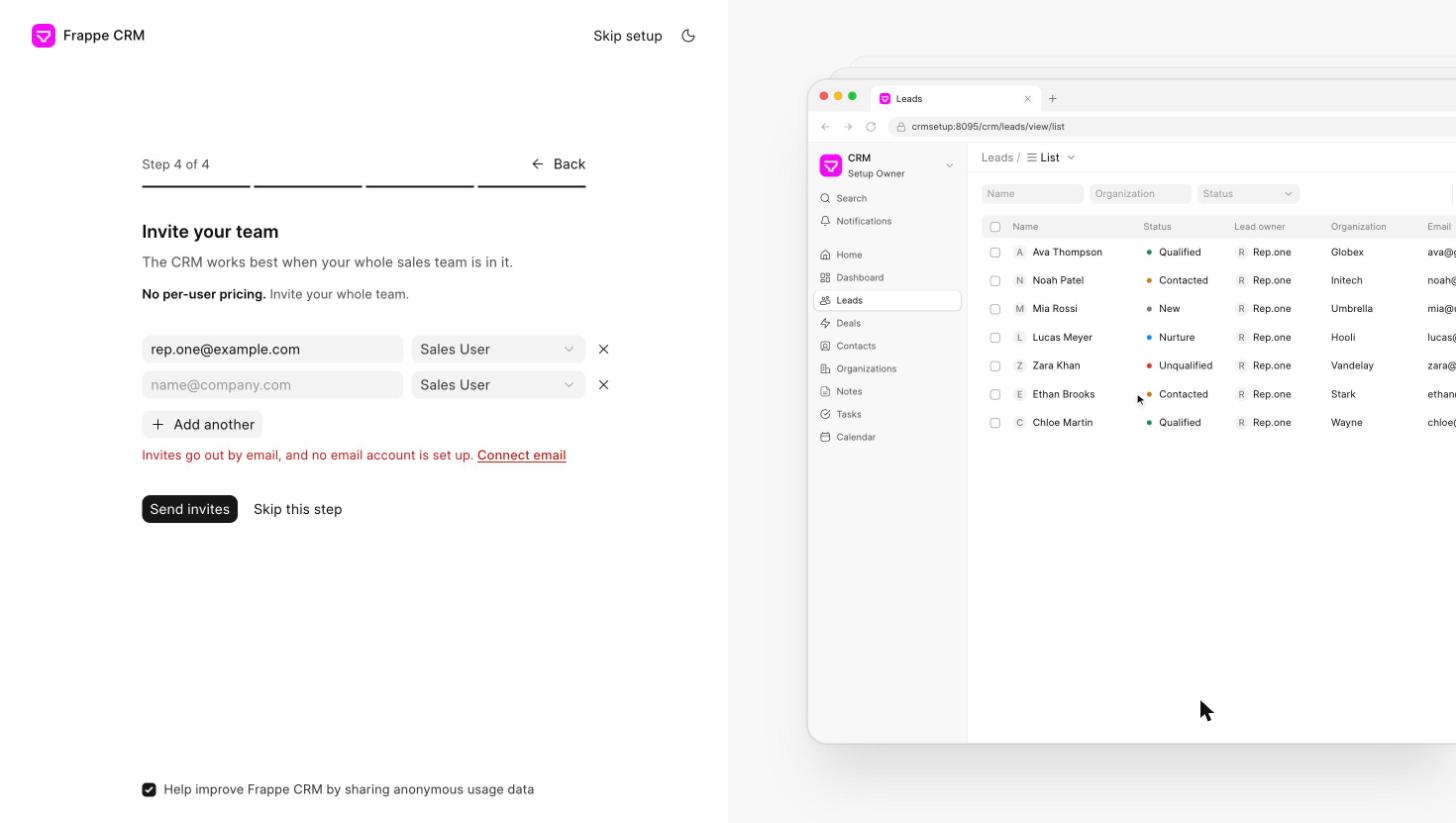 Frappe CRM
Skip setup
Step 4 of 4
Back
Invite your team
The CRM works best when your whole sales team is in it.
No per-user pricing. Invite your whole team.
rep.one@example.com Sales User
name@company.com Sales User
Add another
Invites go out by email, and no email account is set up. Connect email
Send invites Skip this step
Help improve Frappe CRM by sharing anonymous usage data
Leads
crmsetup:8095/crm/leads/view/list
CRM
Setup Owner
Search
Notifications
Home
Dashboard
Leads
Deals
Contacts
Organizations
Notes
Tasks
Calendar
Leads / List
Name Organization Status
Name Status Lead owner Organization Email
A Ava Thompson Qualified R Rep.one Globex ava@
N Noah Patel Contacted R Rep.one Initech noah@
M Mia Rossi New R Rep.one Umbrella mia@
L Lucas Meyer Nurture R Rep.one Hooli lucas@
Z Zara Khan Unqualified R Rep.one Vandelay zara@
E Ethan Brooks Contacted R Rep.one Stark ethan
C Chloe Martin Qualified R Rep.one Wayne chloe